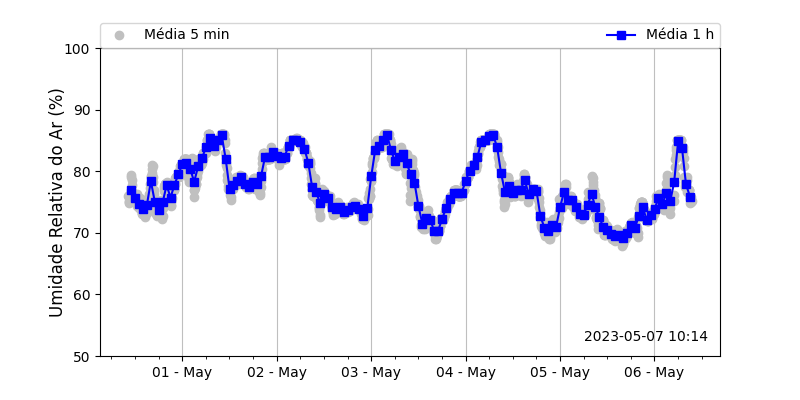 Média 5 min
Média 1 h
100
90
80
70
60
50
Umidade Relativa do Ar (%)
2023-05-07 10:14
01 - May
02 - May
03 - May
04 - May
05 - May
06 - May